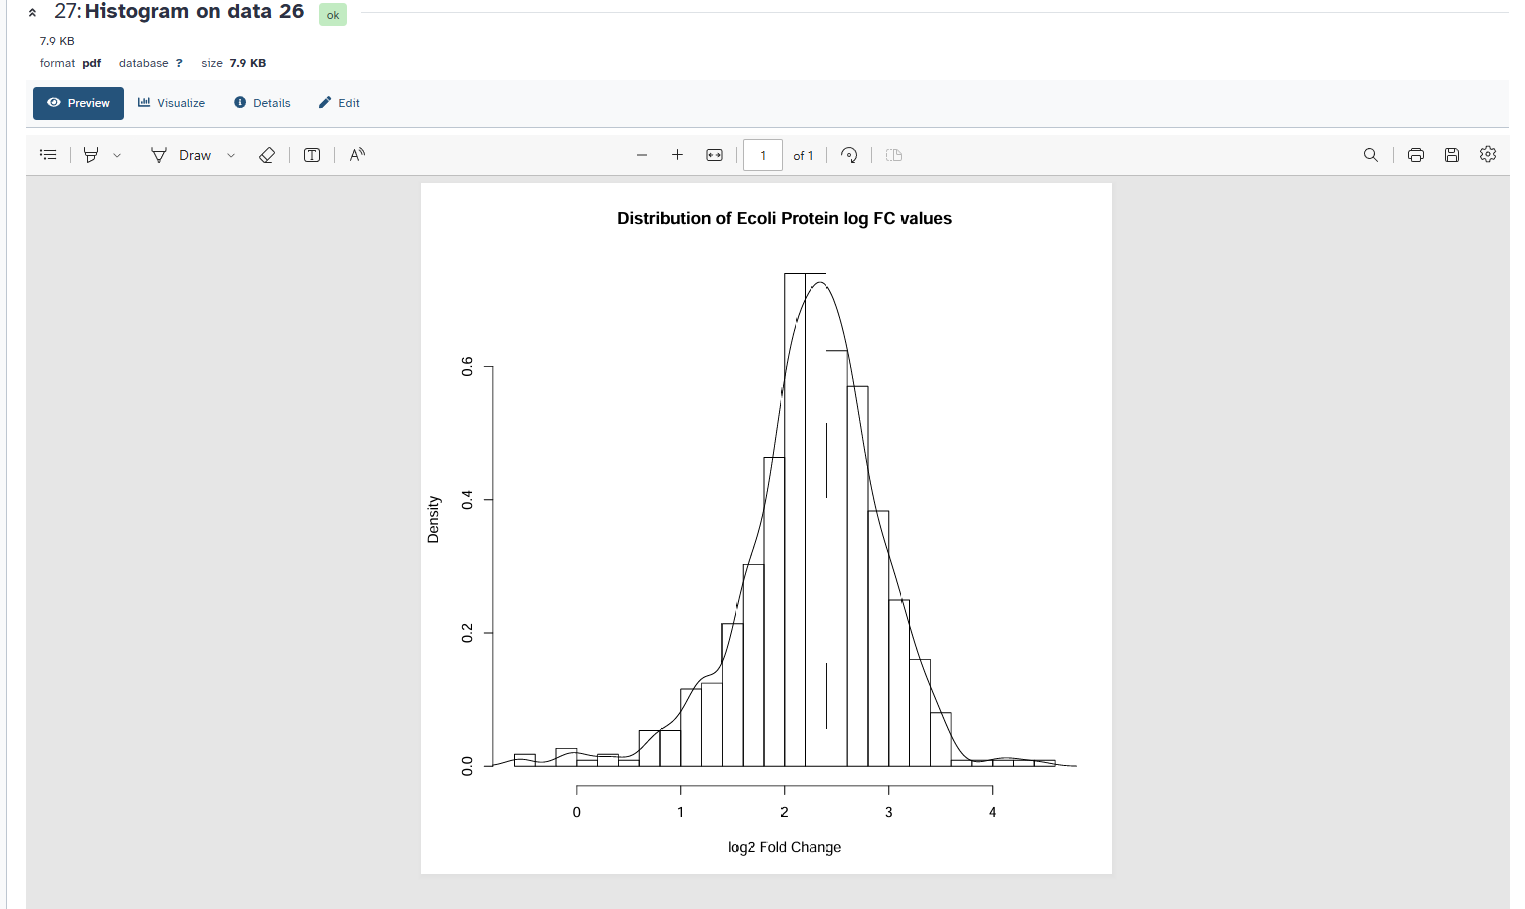 27: Histogram on data 26 ok
7.9 KB
format pdf database ? size 7.9 KB
Preview Visualize Details Edit
Draw 1 of 1
Distribution of Ecoli Protein log FC values
Density
0.6
0.4
0.2
0.0
0 1 2 3 4
log2 Fold Change